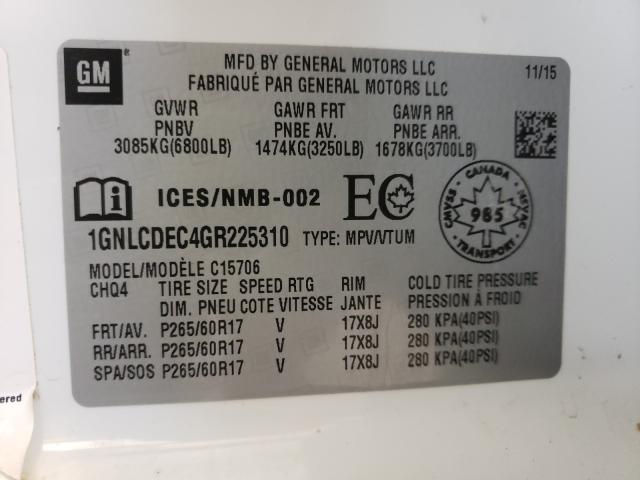 GM
MFD BY GENERAL MOTORS LLC
11/15
FABRIQUÉ PAR GENERAL MOTORS LLC
GVWR GAWR FRT GAWR RR
PNBV PNBE AV. PNBE ARR.
3085KG(6800LB) 1474KG(3250LB) 1678KG(3700LB)
i ICES/NMB-002 EC
CANADA
CMVSS 985 NSVAC
1GNLCDEC4GR225310 TYPE: MPV/VTUM
MODEL/MODÈLE C15706
CHQ4 TIRE SIZE SPEED RTG RIM COLD TIRE PRESSURE
DIM. PNEU COTE VITESSE JANTE PRESSION À FROID
FRT/AV. P265/60R17 V 17X8J 280 KPA(40PSI)
RR/ARR. P265/60R17 V 17X8J 280 KPA(40PSI)
SPA/SOS P265/60R17 V 17X8J 280 KPA(40PSI)
ered